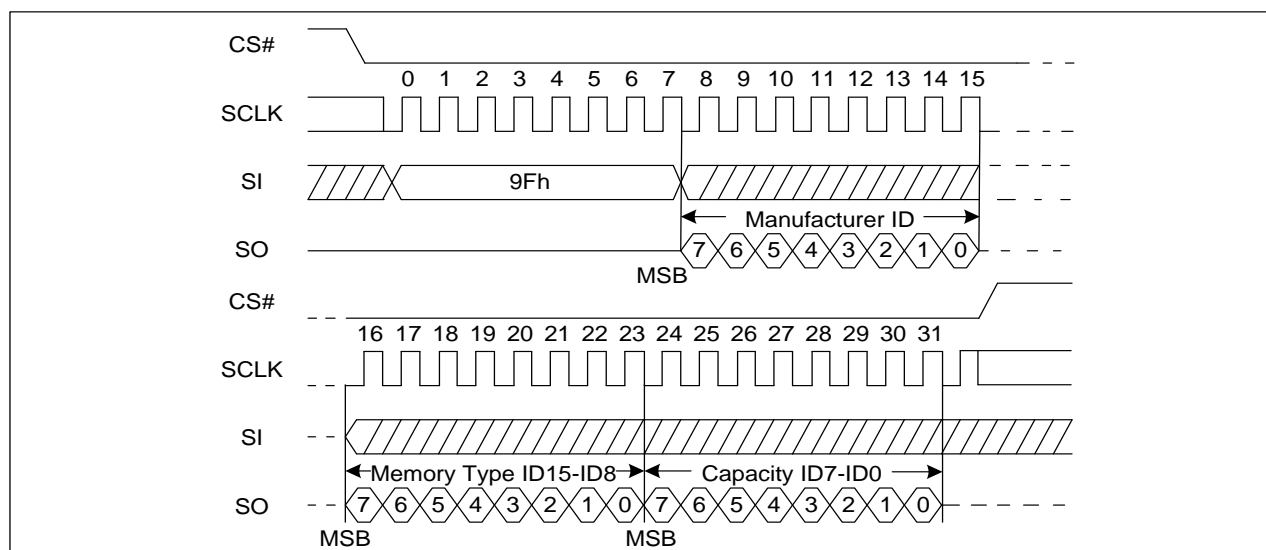 CS#
0 1 2 3 4 5 6 7 8 9 10 11 12 13 14 15
SCLK
SI 9Fh
Manufacturer ID
SO 7 6 5 4 3 2 1 0
MSB
CS#
16 17 18 19 20 21 22 23 24 25 26 27 28 29 30 31
SCLK
SI
Memory Type ID15-ID8 Capacity ID7-ID0
SO 7 6 5 4 3 2 1 0 7 6 5 4 3 2 1 0
MSB MSB